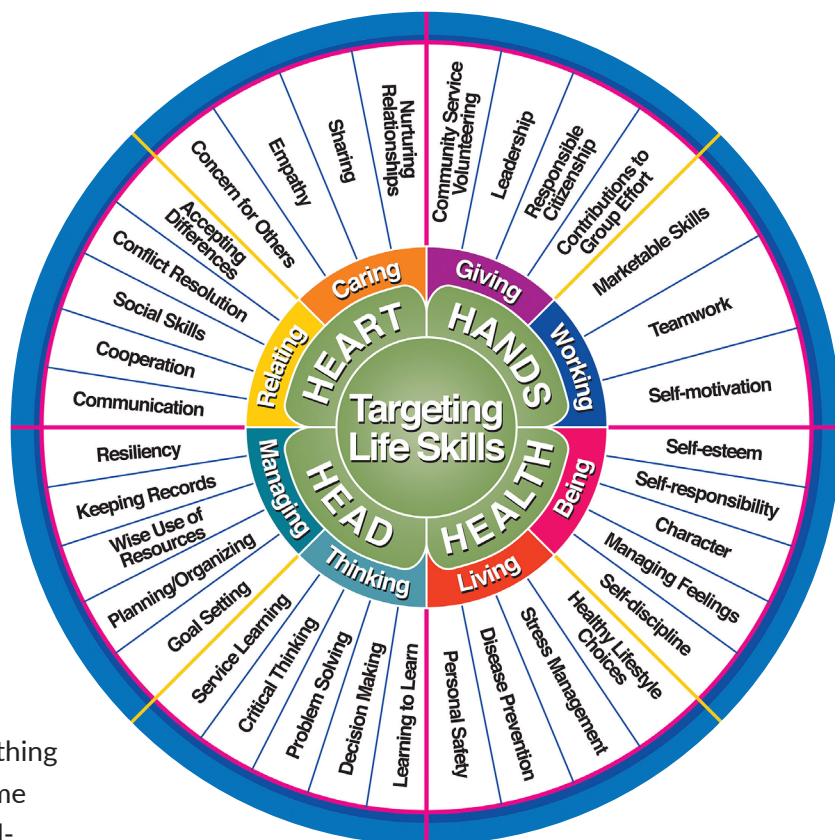 Targeting
Life Skills
HEART
HANDS
HEALTH
HEAD
Caring
Giving
Working
Being
Living
Thinking
Managing
Relating
Nurturing
Relationships
Sharing
Empathy
Concern for Others
Accepting
Differences
Conflict Resolution
Social Skills
Cooperation
Communication
Community Service
Volunteering
Leadership
Responsible
Citizenship
Contributions to
Group Effort
Marketable Skills
Teamwork
Self-motivation
Self-esteem
Self-responsibility
Character
Managing Feelings
Self-discipline
Healthy Lifestyle
Choices
Stress Management
Disease Prevention
Personal Safety
Learning to Learn
Decision Making
Problem Solving
Critical Thinking
Service Learning
Goal Setting
Planning/Organizing
Wise Use of
Resources
Keeping Records
Resiliency